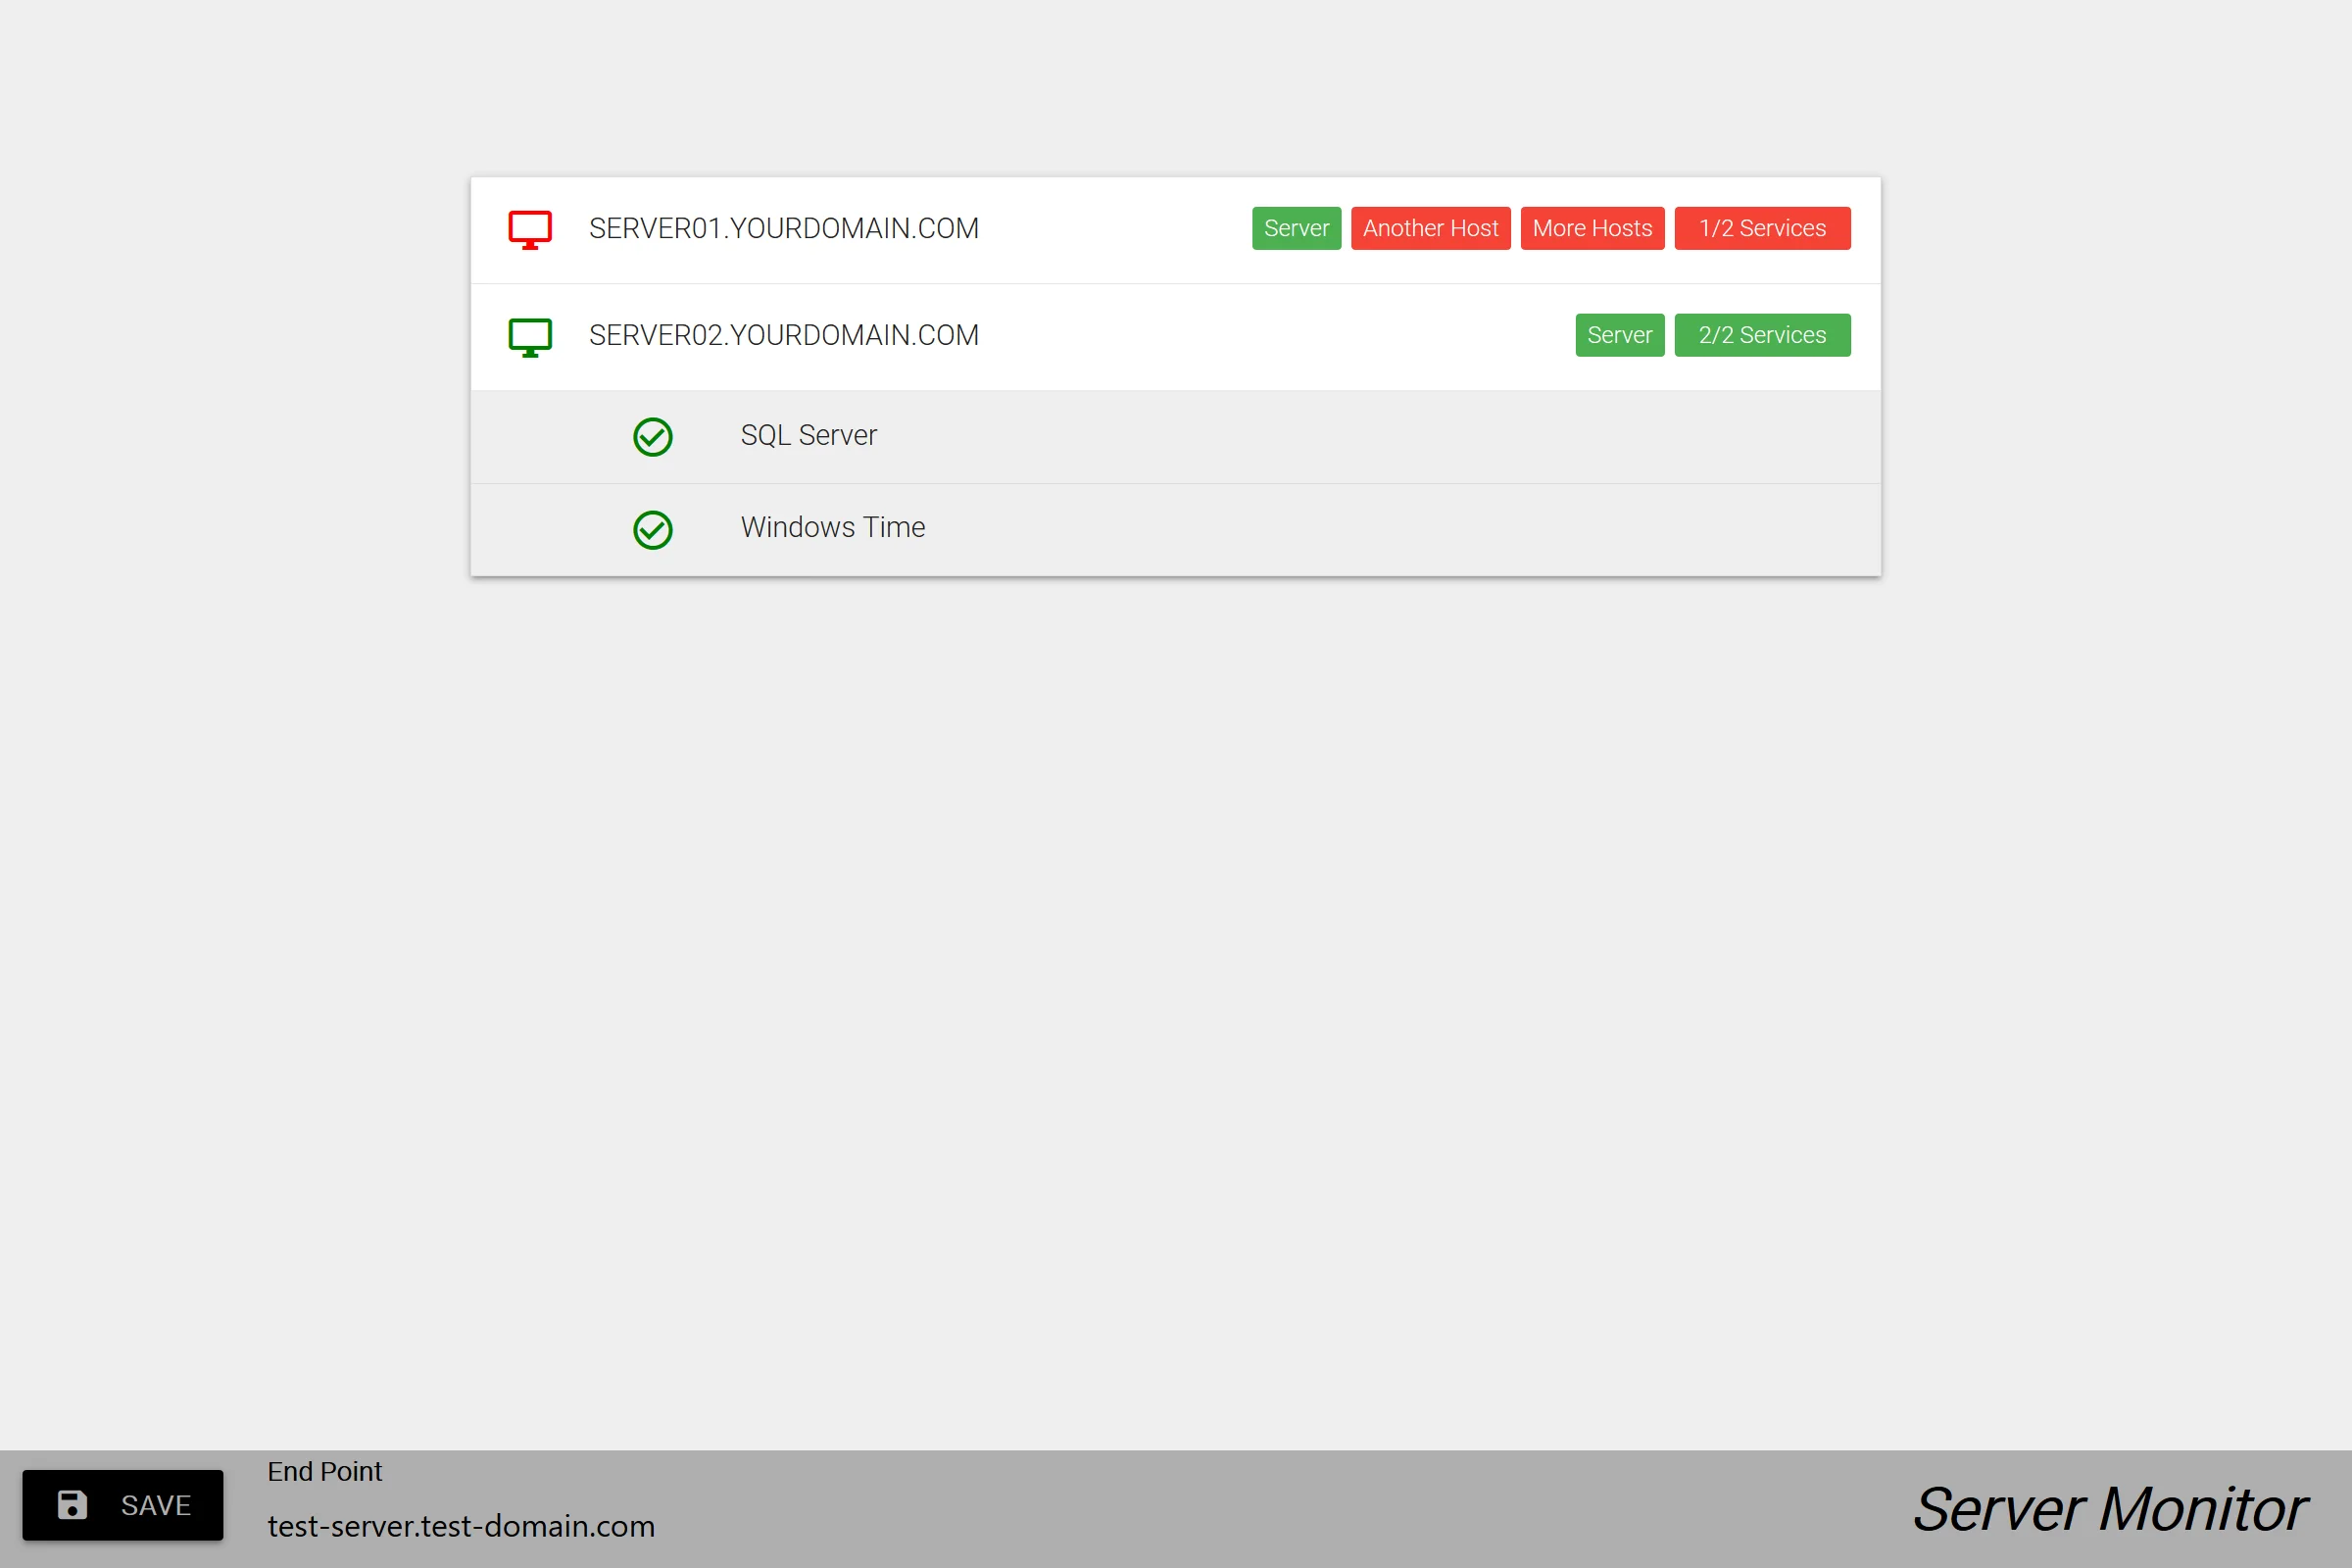 SERVER01.YOURDOMAIN.COM Server Another Host More Hosts 1/2 Services
SERVER02.YOURDOMAIN.COM Server 2/2 Services
SQL Server
Windows Time
SAVE
End Point
test-server.test-domain.com
Server Monitor